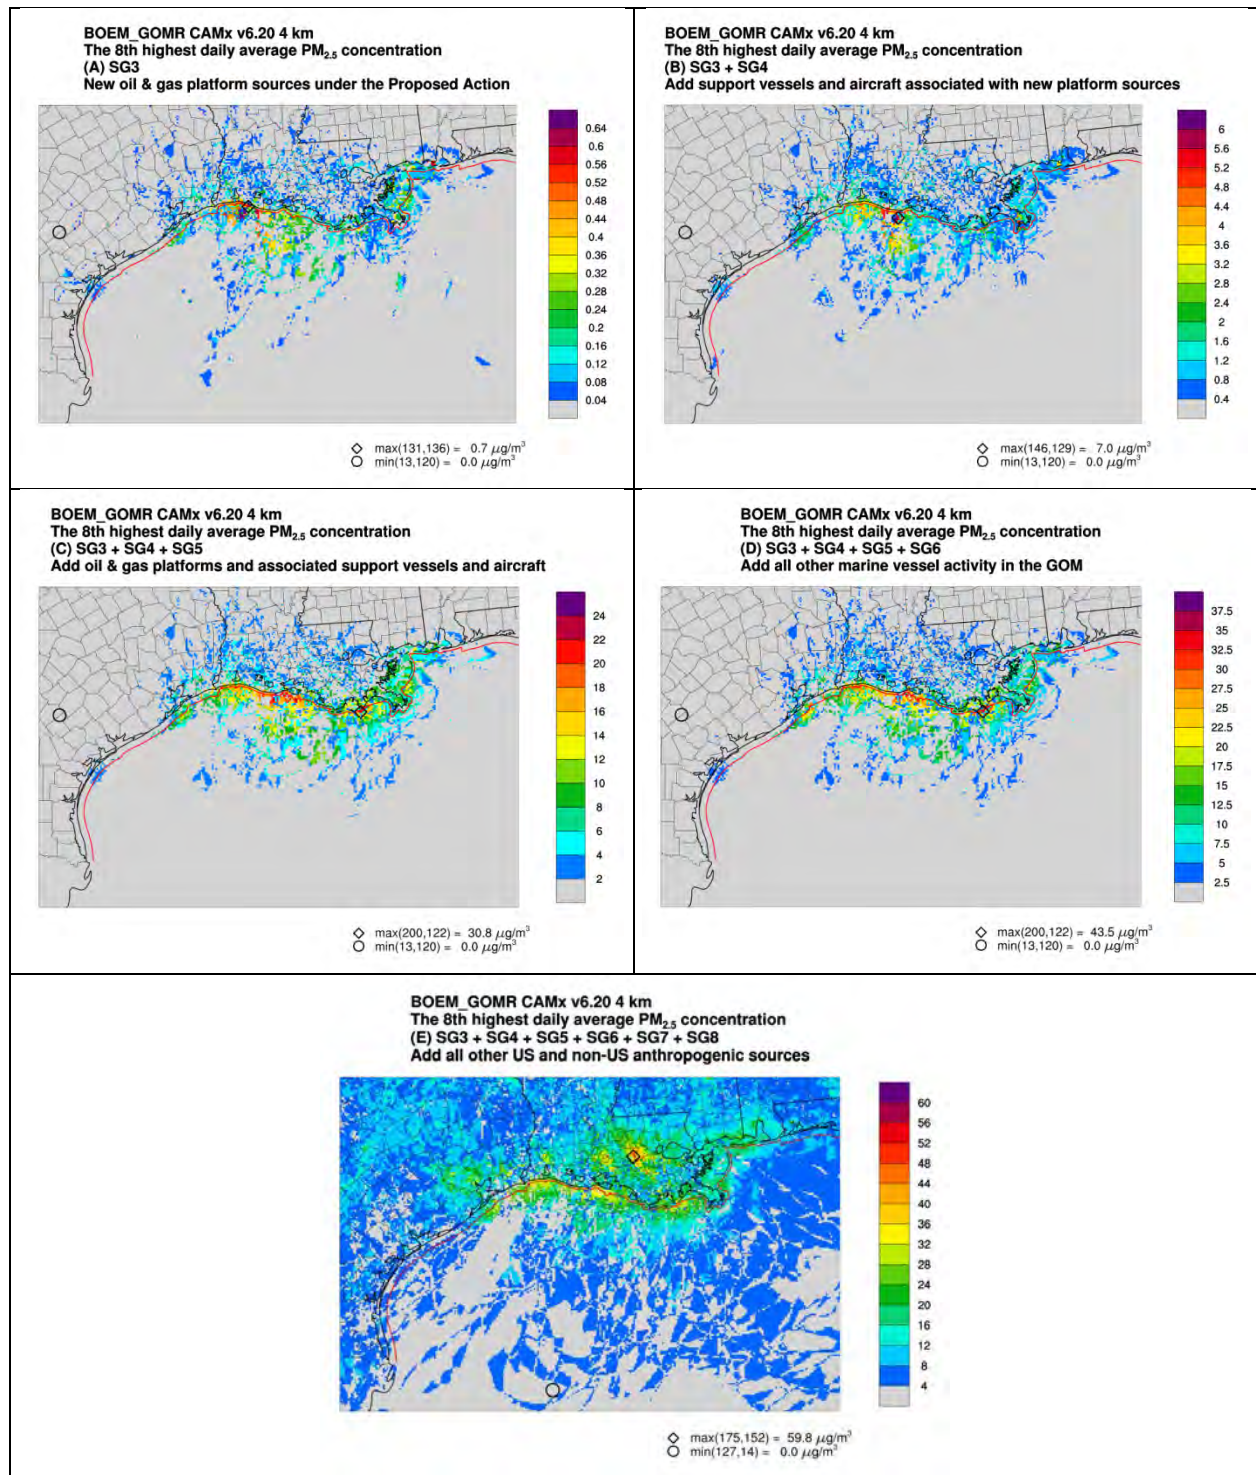 BOEM_GOMR CAMx v6.20 4 km
The 8th highest daily average PM2.5 concentration
(A) SG3
New oil & gas platform sources under the Proposed Action
0.64
0.6
0.56
0.52
0.48
0.44
0.4
0.36
0.32
0.28
0.24
0.2
0.16
0.12
0.08
0.04
max(131,136) = 0.7 μg/m³
min(13,120) = 0.0 μg/m³
BOEM_GOMR CAMx v6.20 4 km
The 8th highest daily average PM2.5 concentration
(B) SG3 + SG4
Add support vessels and aircraft associated with new platform sources
6
5.6
5.2
4.8
4.4
4
3.6
3.2
2.8
2.4
2
1.6
1.2
0.8
0.4
max(146,129) = 7.0 μg/m³
min(13,120) = 0.0 μg/m³
BOEM_GOMR CAMx v6.20 4 km
The 8th highest daily average PM2.5 concentration
(C) SG3 + SG4 + SG5
Add oil & gas platforms and associated support vessels and aircraft
24
22
20
18
16
14
12
10
8
6
4
2
max(200,122) = 30.8 μg/m³
min(13,120) = 0.0 μg/m³
BOEM_GOMR CAMx v6.20 4 km
The 8th highest daily average PM2.5 concentration
(D) SG3 + SG4 + SG5 + SG6
Add all other marine vessel activity in the GOM
37.5
35
32.5
30
27.5
25
22.5
20
17.5
15
12.5
10
7.5
5
2.5
max(200,122) = 43.5 μg/m³
min(13,120) = 0.0 μg/m³
BOEM_GOMR CAMx v6.20 4 km
The 8th highest daily average PM2.5 concentration
(E) SG3 + SG4 + SG5 + SG6 + SG7 + SG8
Add all other US and non-US anthropogenic sources
60
56
52
48
44
40
36
32
28
24
20
16
12
8
4
max(175,152) = 59.8 μg/m³
min(127,14) = 0.0 μg/m³